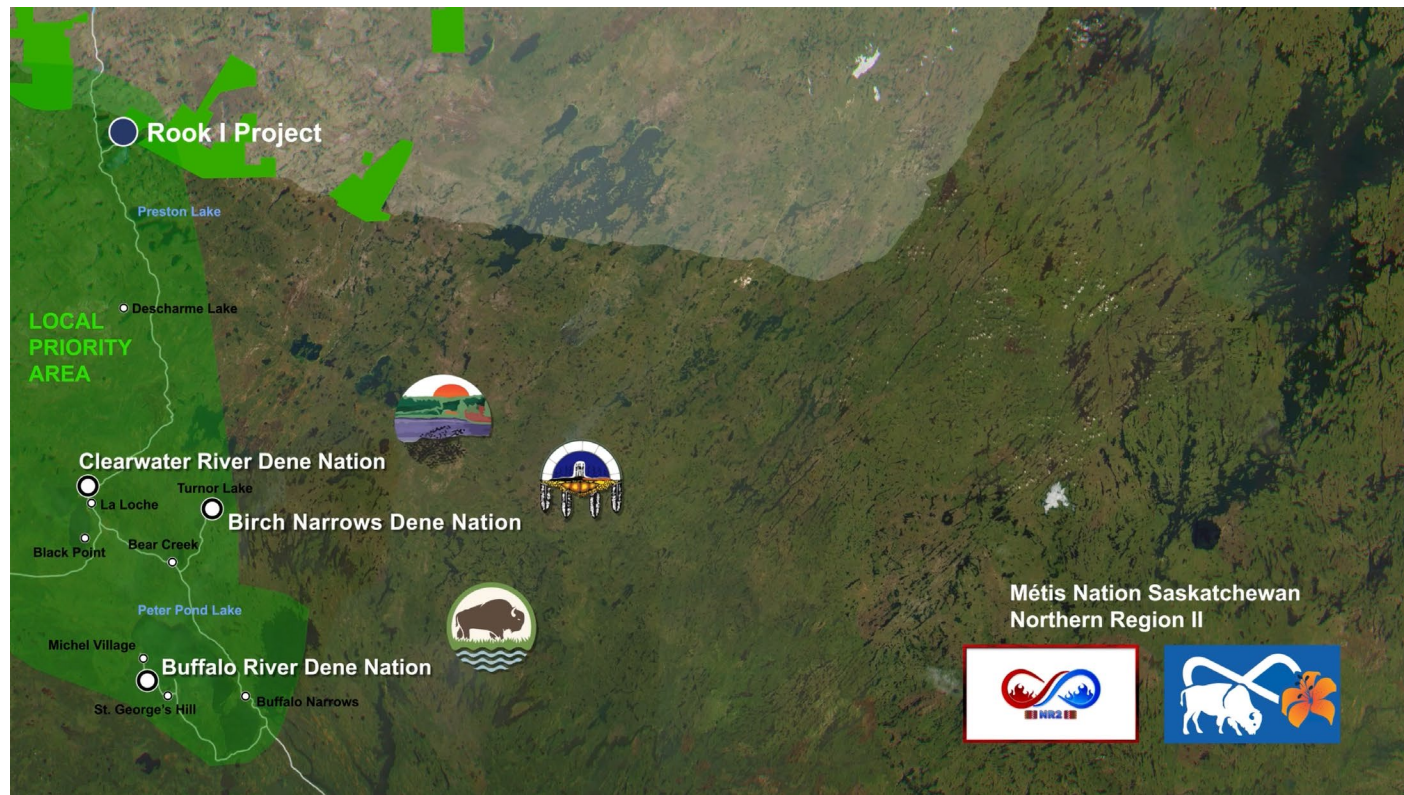 Rook I Project
Preston Lake
Descharme Lake
LOCAL
PRIORITY
AREA
Clearwater River Dene Nation
Turnor Lake
La Loche
Birch Narrows Dene Nation
Black Point
Bear Creek
Métis Nation Saskatchewan
Northern Region II
Peter Pond Lake
Michel Village
Buffalo River Dene Nation
St. George's Hill
Buffalo Narrows
NR2